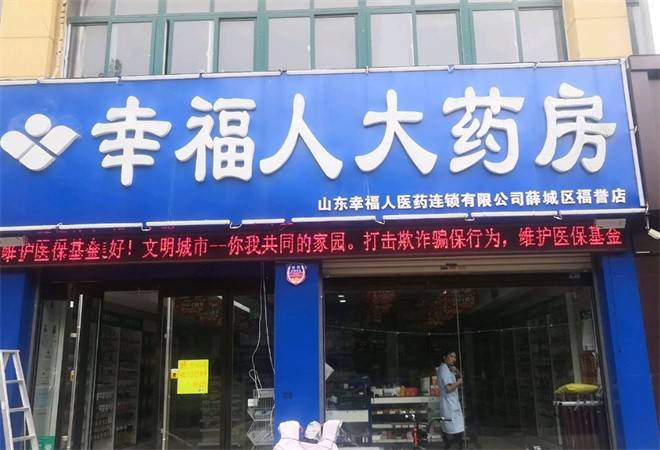 幸福人大药房
山东幸福人医药连锁有限公司薛城区福誉店
维护医保基金美好！文明城市--你我共同的家园。打击欺诈骗保行为，维护医保基金